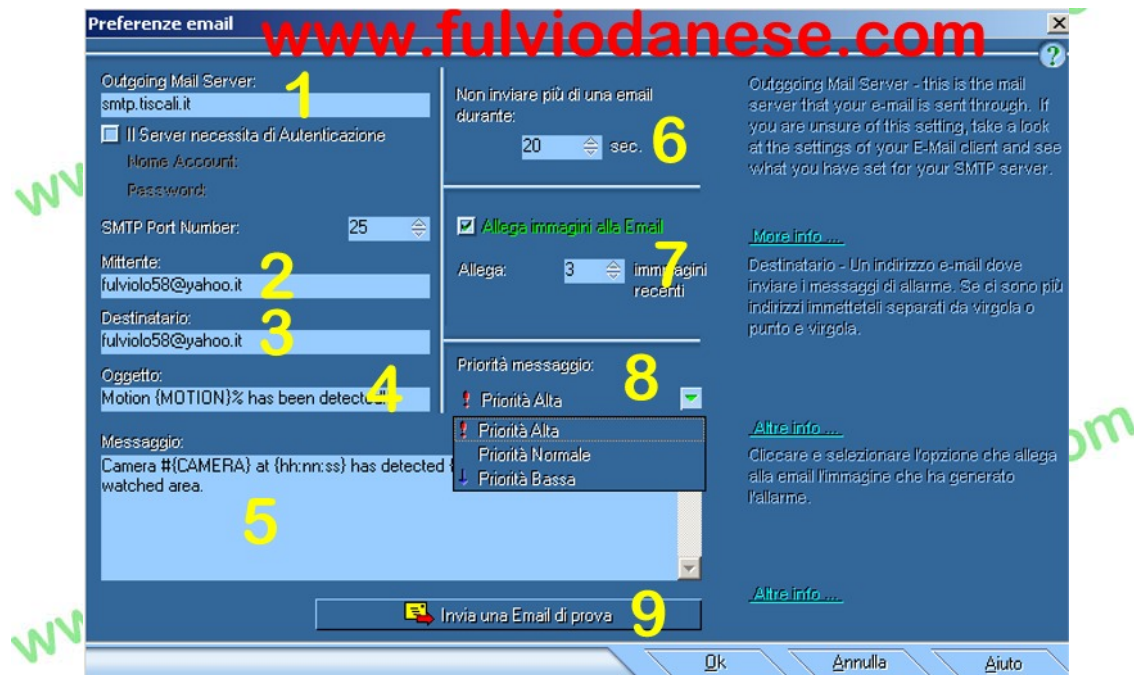 Preferenze email
www.fulviodanese.com
Outgoing Mail Server:
1
smtp.tiscali.it
Il Server necessita di Autenticazione
Nome Account:
Password:
SMTP Port Number:
25
Mittente:
2
fulviolo58@yahoo.it
Destinatario:
3
fulviolo58@yahoo.it
Oggetto:
4
Motion {MOTION}% has been detected!
Messaggio:
Camera #{CAMERA} at {hh:nn:ss} has detected
watched area.
5
Non inviare più di una email
durante:
20
sec.
6
Allega immagini alla Email
7
Allega:
3
immmagini
recenti
Priorità messaggio:
8
Priorità Alta
Priorità Alta
Priorità Normale
Priorità Bassa
Invia una Email di prova
9
Outggoing Mail Server - this is the mail
server that your e-mail is sent through. If
you are unsure of this setting, take a look
at the settings of your E-Mail client and see
what you have set for your SMTP server.
More info ...
Destinatario - Un indirizzo e-mail dove
inviare i messaggi di allarme. Se ci sono più
indirizzi immetteteli separati da virgola o
punto e virgola.
Altre info ...
Cliccare e selezionare l'opzione che allega
alla email l'immagine che ha generato
l'allarme.
Altre info ...
Ok
Annulla
Aiuto